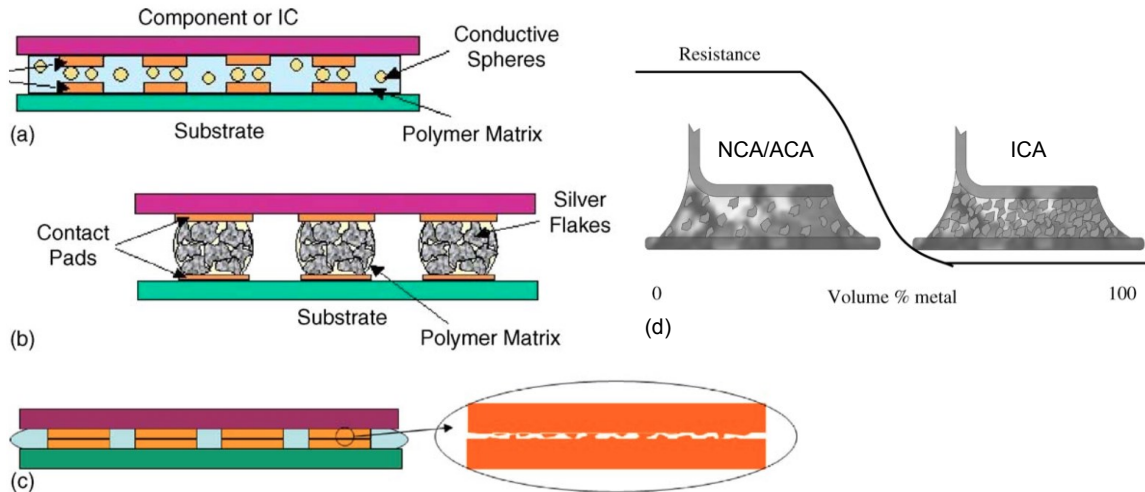 Component or IC
Conductive
Spheres
Polymer Matrix
Substrate
(a)
Contact
Pads
Silver
Flakes
Substrate
Polymer Matrix
(b)
(c)
Resistance
NCA/ACA
ICA
0
Volume % metal
100
(d)